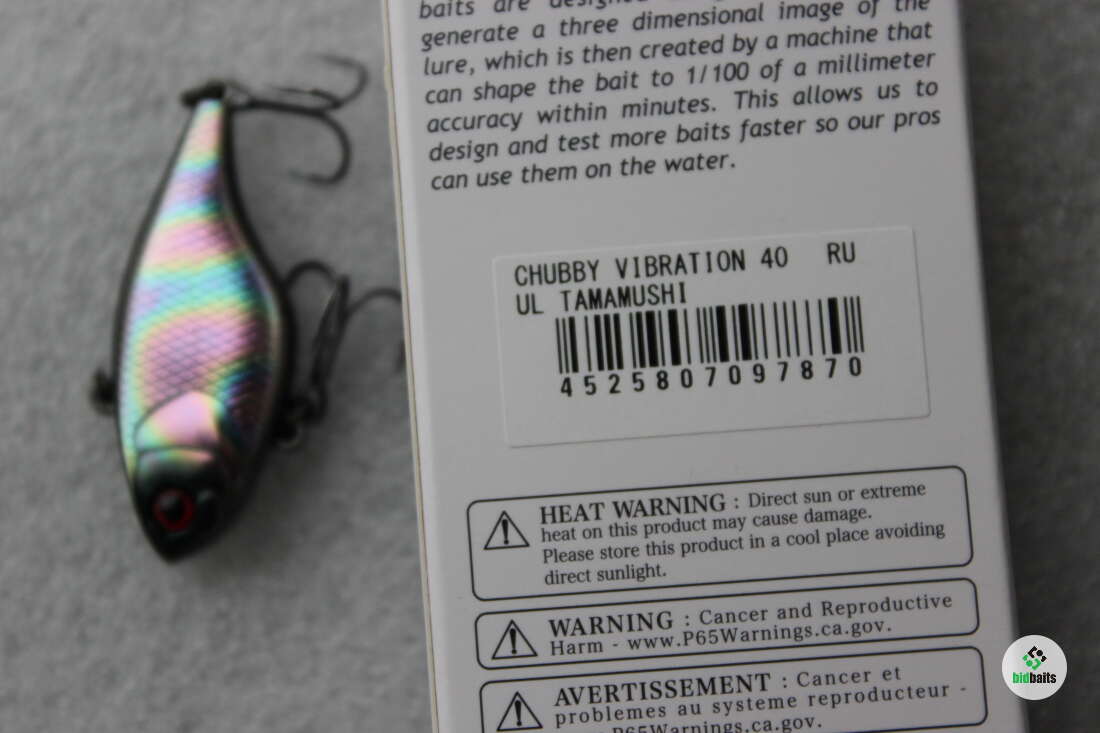 baits are designed
generate a three dimensional image of the
lure, which is then created by a machine that
can shape the bait to 1/100 of a millimeter
accuracy within minutes. This allows us to
design and test more baits faster so our pros
can use them on the water.
CHUBBY VIBRATION 40 RU
UL TAMAMUSHI
4525807097870
HEAT WARNING : Direct sun or extreme
heat on this product may cause damage.
Please store this product in a cool place avoiding
direct sunlight.
WARNING : Cancer and Reproductive
Harm - www.P65Warnings.ca.gov.
AVERTISSEMENT : Cancer et
problemes au systeme reproducteur -
www.P65Warnings.ca.gov.
bidbaits